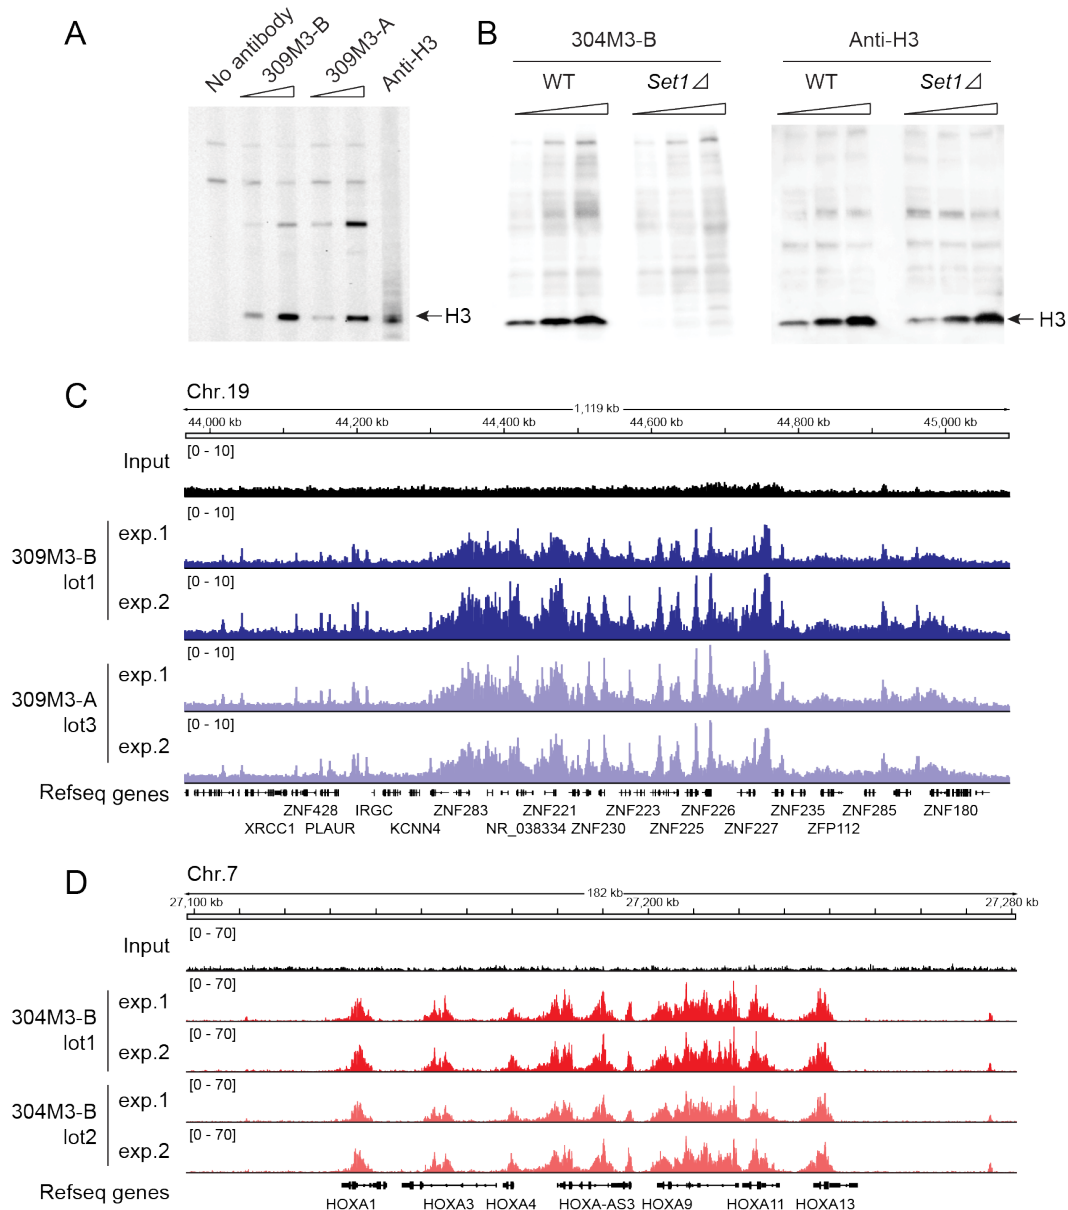 A
No antibody
309M3-B
309M3-A
Anti-H3
H3
B
304M3-B
Anti-H3
WT
Set1⊿
WT
Set1⊿
H3
C
Chr.19
1,119 kb
44,000 kb
44,200 kb
44,400 kb
44,600 kb
44,800 kb
45,000 kb
Input
[0 - 10]
309M3-B
lot1
exp.1
[0 - 10]
exp.2
[0 - 10]
309M3-A
lot3
exp.1
[0 - 10]
exp.2
[0 - 10]
Refseq genes
ZNF428
IRGC
ZNF283
ZNF221
ZNF223
ZNF226
ZNF235
ZNF285
ZNF180
XRCC1
PLAUR
KCNN4
NR_038334
ZNF230
ZNF225
ZNF227
ZFP112
D
Chr.7
182 kb
27,100 kb
27,200 kb
27,280 kb
Input
[0 - 70]
304M3-B
lot1
exp.1
[0 - 70]
exp.2
[0 - 70]
304M3-B
lot2
exp.1
[0 - 70]
exp.2
[0 - 70]
Refseq genes
HOXA1
HOXA3
HOXA4
HOXA-AS3
HOXA9
HOXA11
HOXA13